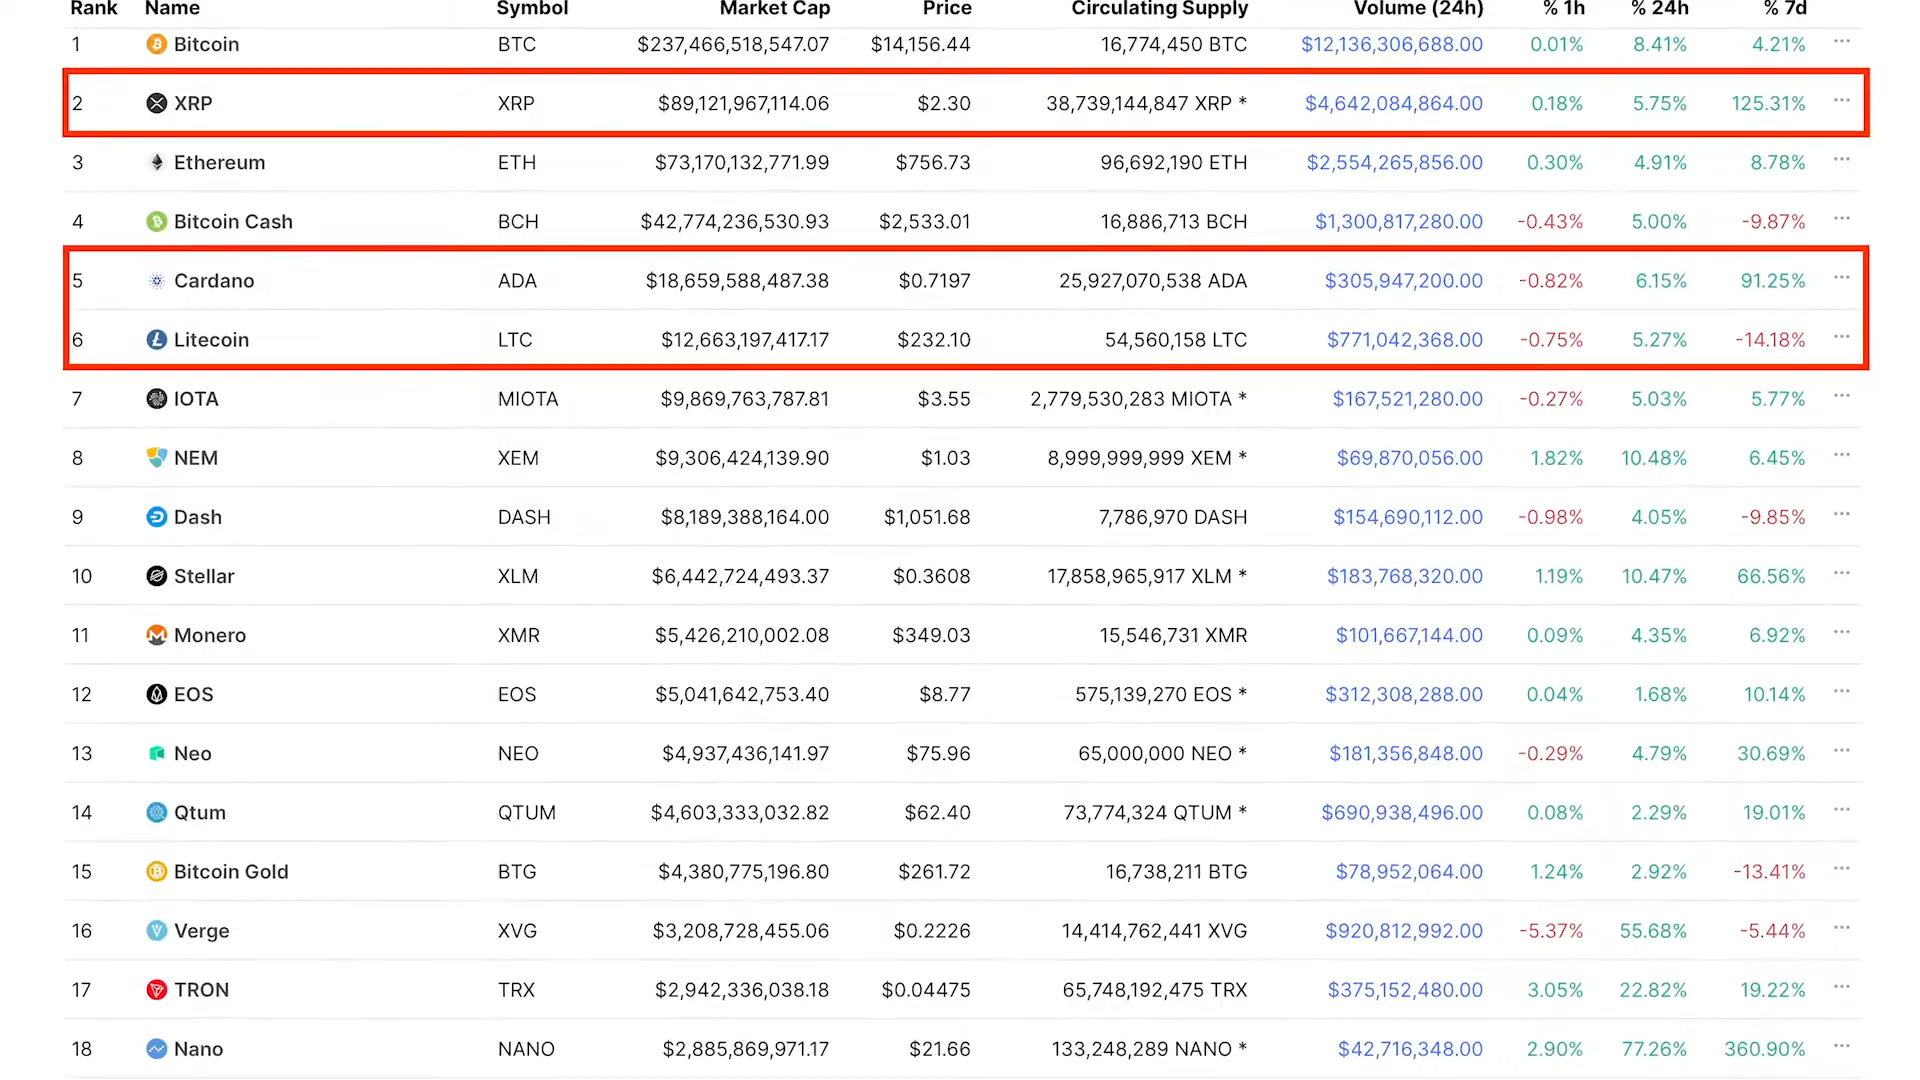 Rank Name Symbol Market Cap Price Circulating Supply Volume (24h) % 1h % 24h % 7d
1 Bitcoin BTC $237,466,518,547.07 $14,156.44 16,774,450 BTC $12,136,306,688.00 0.01% 8.41% 4.21% ...
2 XRP XRP $89,121,967,114.06 $2.30 38,739,144,847 XRP * $4,642,084,864.00 0.18% 5.75% 125.31% ...
3 Ethereum ETH $73,170,132,771.99 $756.73 96,692,190 ETH $2,554,265,856.00 0.30% 4.91% 8.78% ...
4 Bitcoin Cash BCH $42,774,236,530.93 $2,533.01 16,886,713 BCH $1,300,817,280.00 -0.43% 5.00% -9.87% ...
5 Cardano ADA $18,659,588,487.38 $0.7197 25,927,070,538 ADA $305,947,200.00 -0.82% 6.15% 91.25% ...
6 Litecoin LTC $12,663,197,417.17 $232.10 54,560,158 LTC $771,042,368.00 -0.75% 5.27% -14.18% ...
7 IOTA MIOTA $9,869,763,787.81 $3.55 2,779,530,283 MIOTA * $167,521,280.00 -0.27% 5.03% 5.77% ...
8 NEM XEM $9,306,424,139.90 $1.03 8,999,999,999 XEM * $69,870,056.00 1.82% 10.48% 6.45% ...
9 Dash DASH $8,189,388,164.00 $1,051.68 7,786,970 DASH $154,690,112.00 -0.98% 4.05% -9.85% ...
10 Stellar XLM $6,442,724,493.37 $0.3608 17,858,965,917 XLM * $183,768,320.00 1.19% 10.47% 66.56% ...
11 Monero XMR $5,426,210,002.08 $349.03 15,546,731 XMR $101,667,144.00 0.09% 4.35% 6.92% ...
12 EOS EOS $5,041,642,753.40 $8.77 575,139,270 EOS * $312,308,288.00 0.04% 1.68% 10.14% ...
13 Neo NEO $4,937,436,141.97 $75.96 65,000,000 NEO * $181,356,848.00 -0.29% 4.79% 30.69% ...
14 Qtum QTUM $4,603,333,032.82 $62.40 73,774,324 QTUM * $690,938,496.00 0.08% 2.29% 19.01% ...
15 Bitcoin Gold BTG $4,380,775,196.80 $261.72 16,738,211 BTG $78,952,064.00 1.24% 2.92% -13.41% ...
16 Verge XVG $3,208,728,455.06 $0.2226 14,414,762,441 XVG $920,812,992.00 -5.37% 55.68% -5.44% ...
17 TRON TRX $2,942,336,038.18 $0.04475 65,748,192,475 TRX $375,152,480.00 3.05% 22.82% 19.22% ...
18 Nano NANO $2,885,869,971.17 $21.66 133,248,289 NANO * $42,716,348.00 2.90% 77.26% 360.90% ...